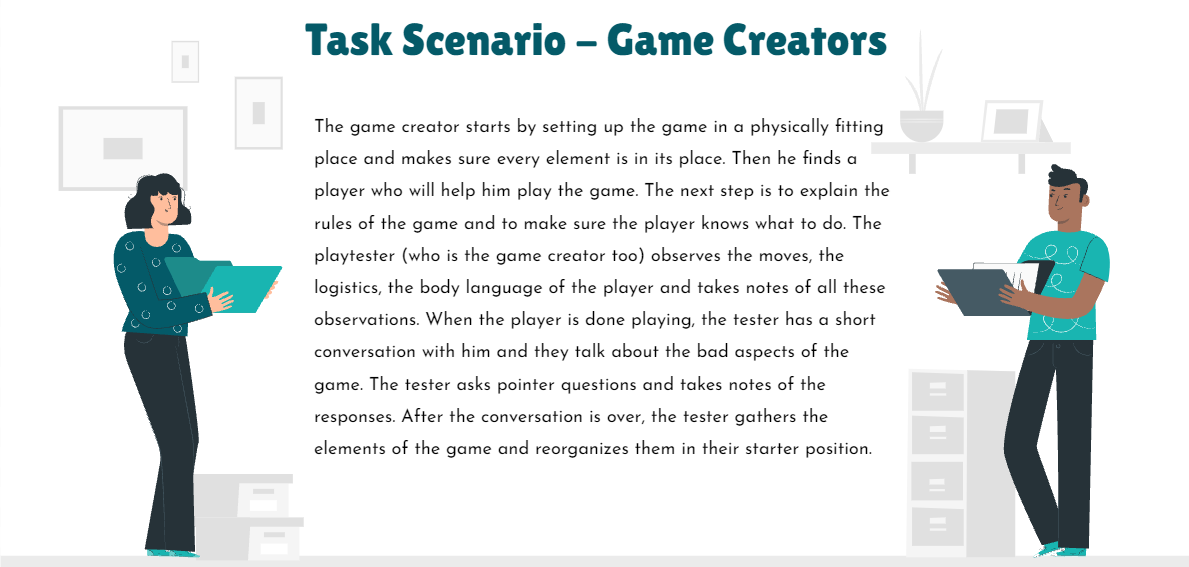 Task Scenario – Game Creators
The game creator starts by setting up the game in a physically fitting
place and makes sure every element is in its place. Then he finds a
player who will help him play the game. The next step is to explain the
rules of the game and to make sure the player knows what to do. The
playtester (who is the game creator too) observes the moves, the
logistics, the body language of the player and takes notes of all these
observations. When the player is done playing, the tester has a short
conversation with him and they talk about the bad aspects of the
game. The tester asks pointer questions and takes notes of the
responses. After the conversation is over, the tester gathers the
elements of the game and reorganizes them in their starter position.